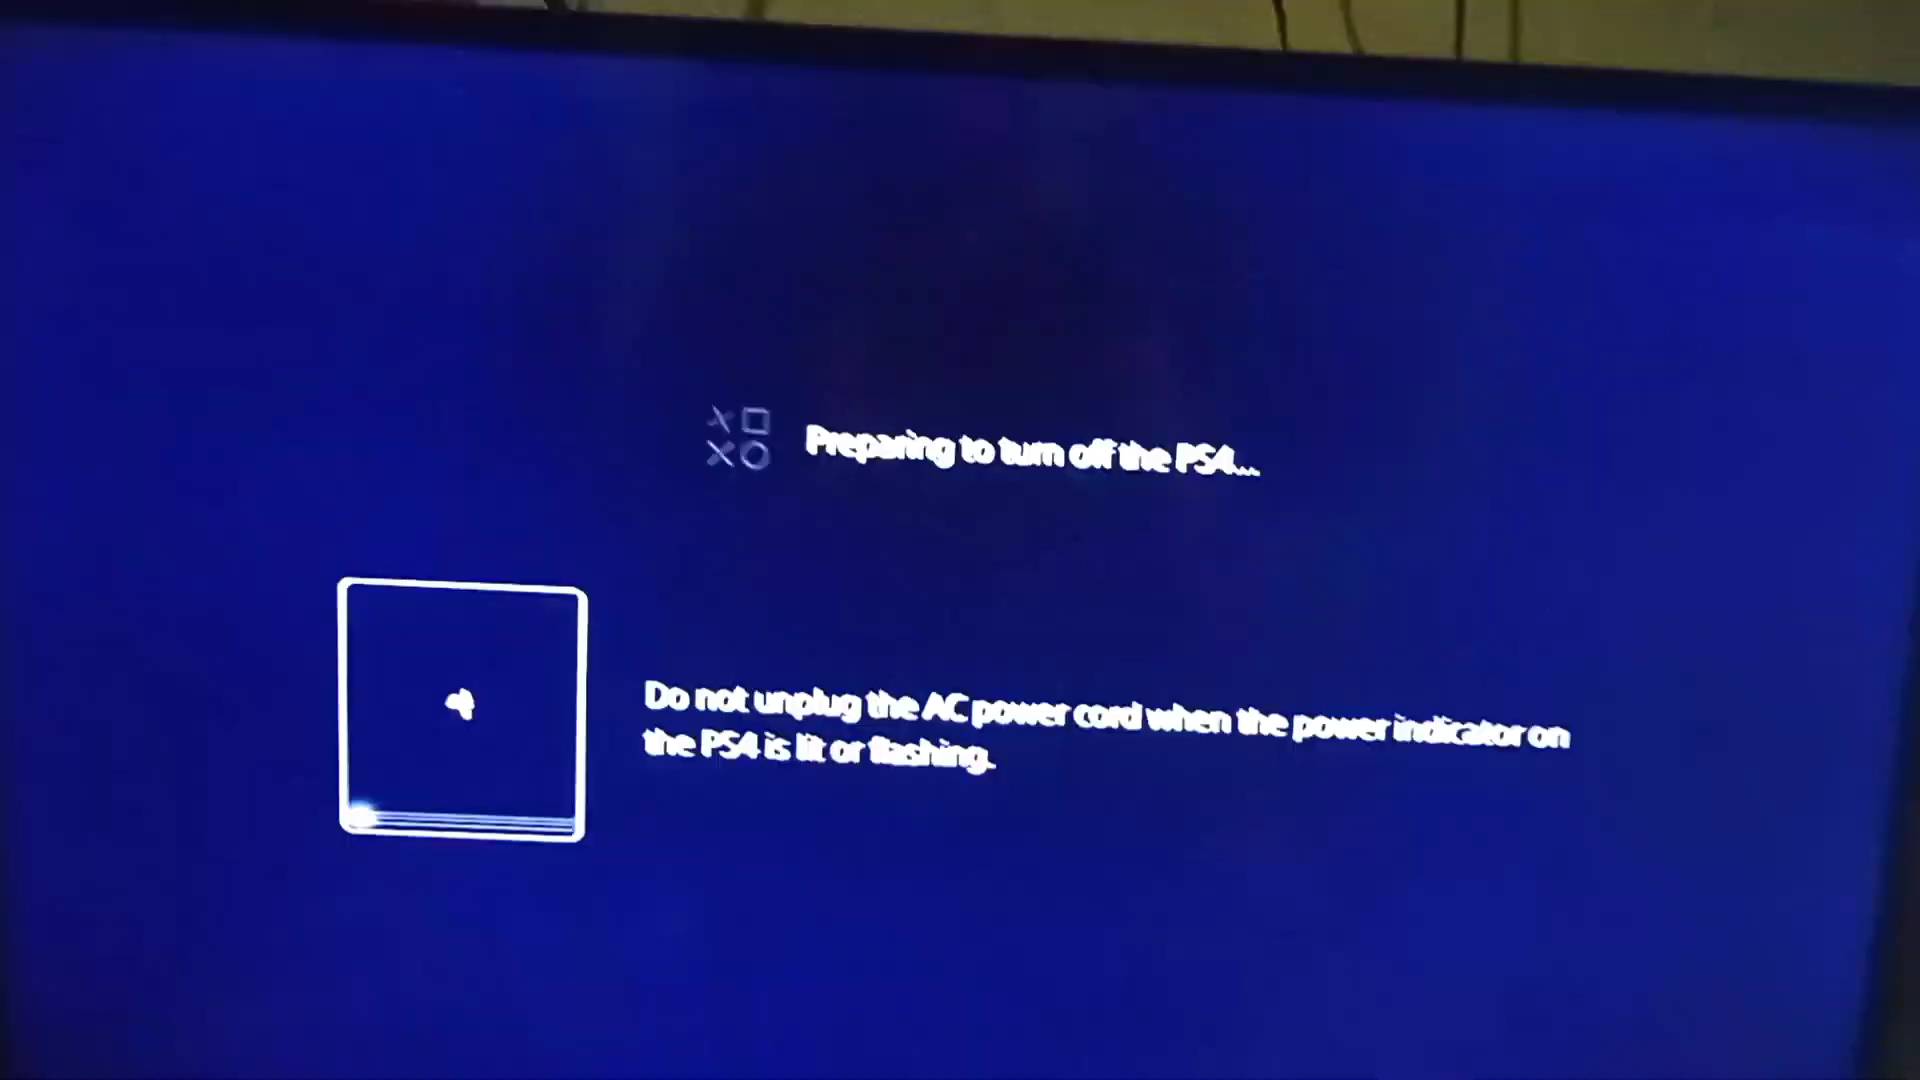 Preparing to turn off the PS4...
Do not unplug the AC power cord when the power indicator on
the PS4 is lit or flashing.